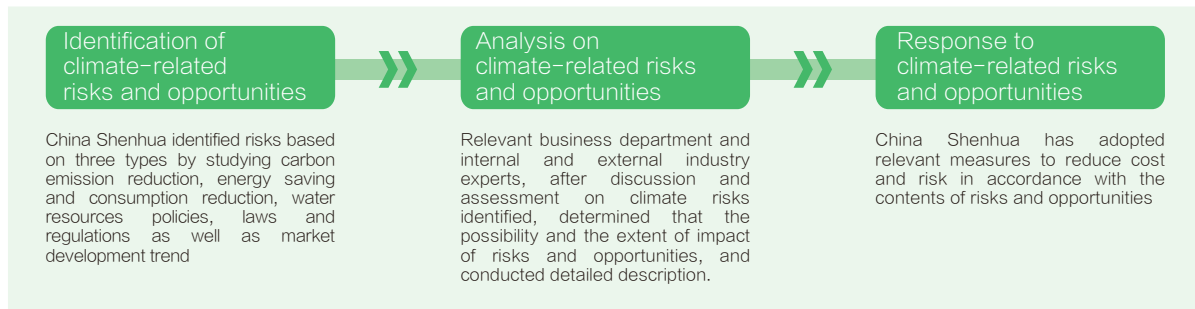 Identification of
climate-related
risks and opportunities
China Shenhua identified risks based
on three types by studying carbon
emission reduction, energy saving
and consumption reduction, water
resources policies, laws and
regulations as well as market
development trend
Analysis on
climate-related risks
and opportunities
Relevant business department and
internal and external industry
experts, after discussion and
assessment on climate risks
identified, determined that the
possibility and the extent of impact
of risks and opportunities, and
conducted detailed description.
Response to
climate-related risks
and opportunities
China Shenhua has adopted
relevant measures to reduce cost
and risk in accordance with the
contents of risks and opportunities